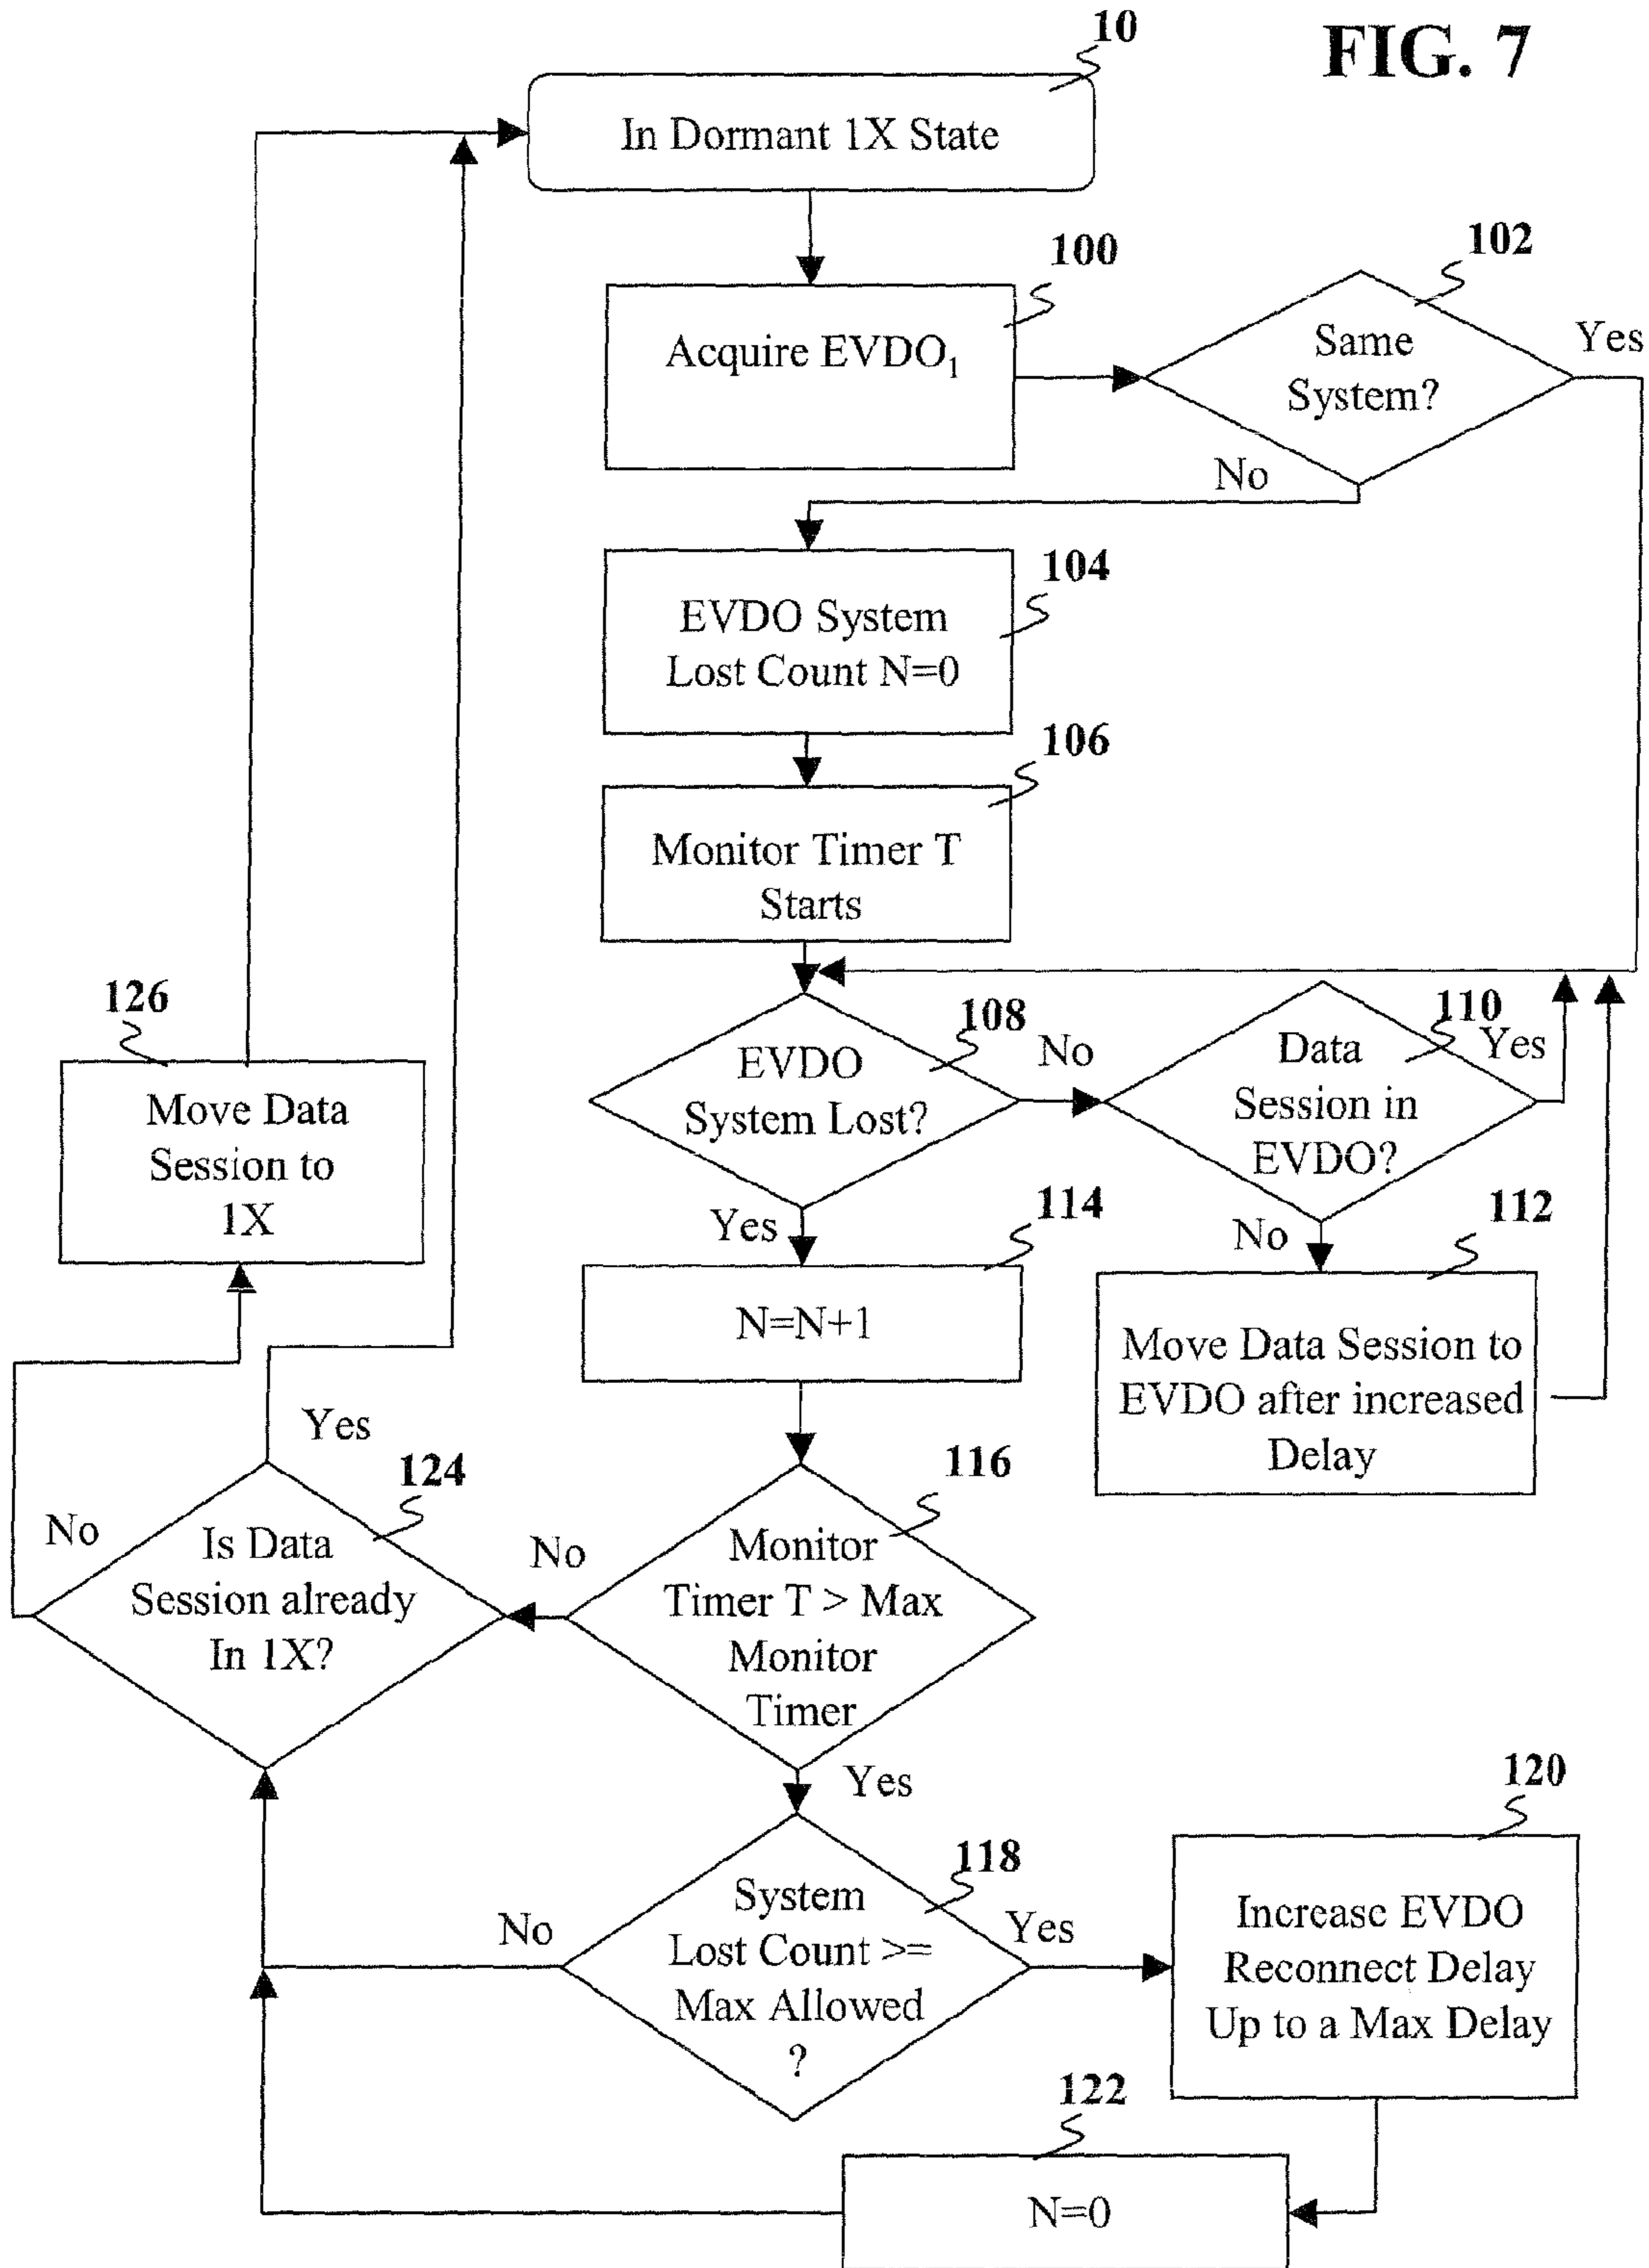 FIG. 7
10
In Dormant 1X State
100
Acquire EVDO₁
102
Same
System?
Yes
No
104
EVDO System
Lost Count N=0
106
Monitor Timer T
Starts
108
EVDO
System Lost?
No
110
Data
Session in
EVDO?
Yes
No
112
Move Data Session to
EVDO after increased
Delay
Yes
114
N=N+1
116
Monitor
Timer T > Max
Monitor
Timer
No
124
Is Data
Session already
In 1X?
Yes
No
126
Move Data
Session to
1X
Yes
118
System
Lost Count >=
Max Allowed
?
No
Yes
120
Increase EVDO
Reconnect Delay
Up to a Max Delay
122
N=0